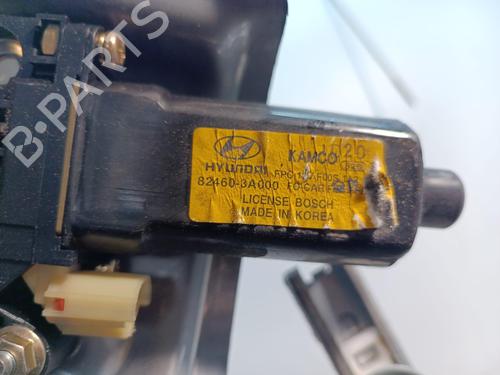 B-PARTS
HYUNDAI KAMCO
82460-3A000
LICENSE BOSCH
MADE IN KOREA